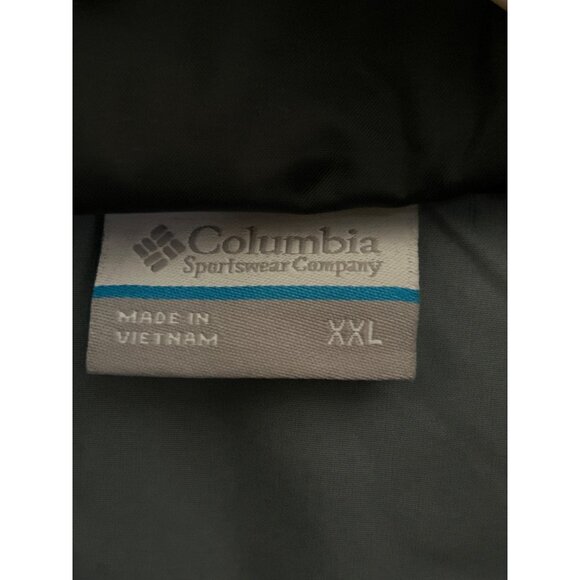 Columbia
Sportswear Company
MADE IN
VIETNAM
XXL